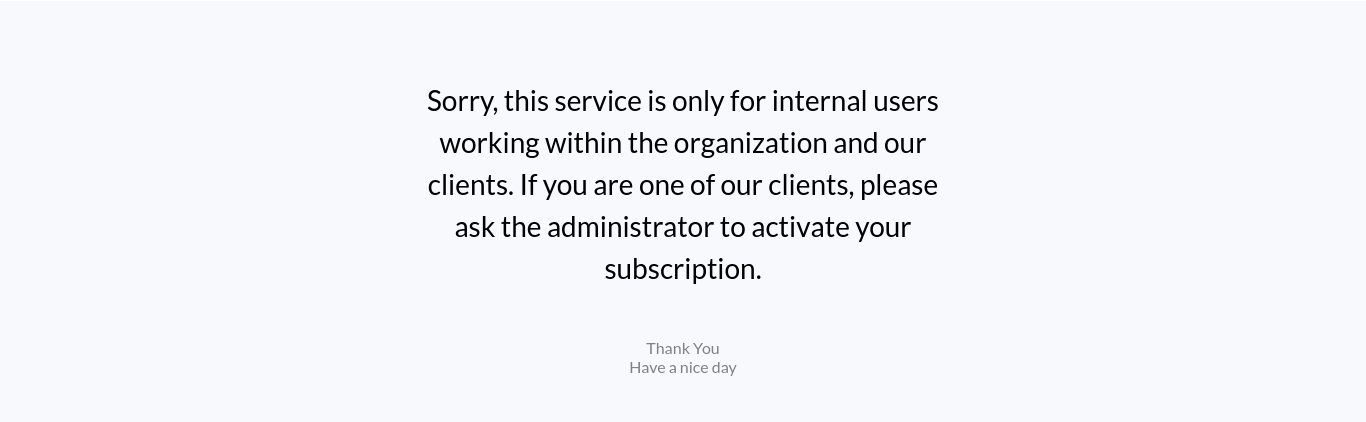 Sorry, this service is only for internal users
working within the organization and our
clients. If you are one of our clients, please
ask the administrator to activate your
subscription.
Thank You
Have a nice day